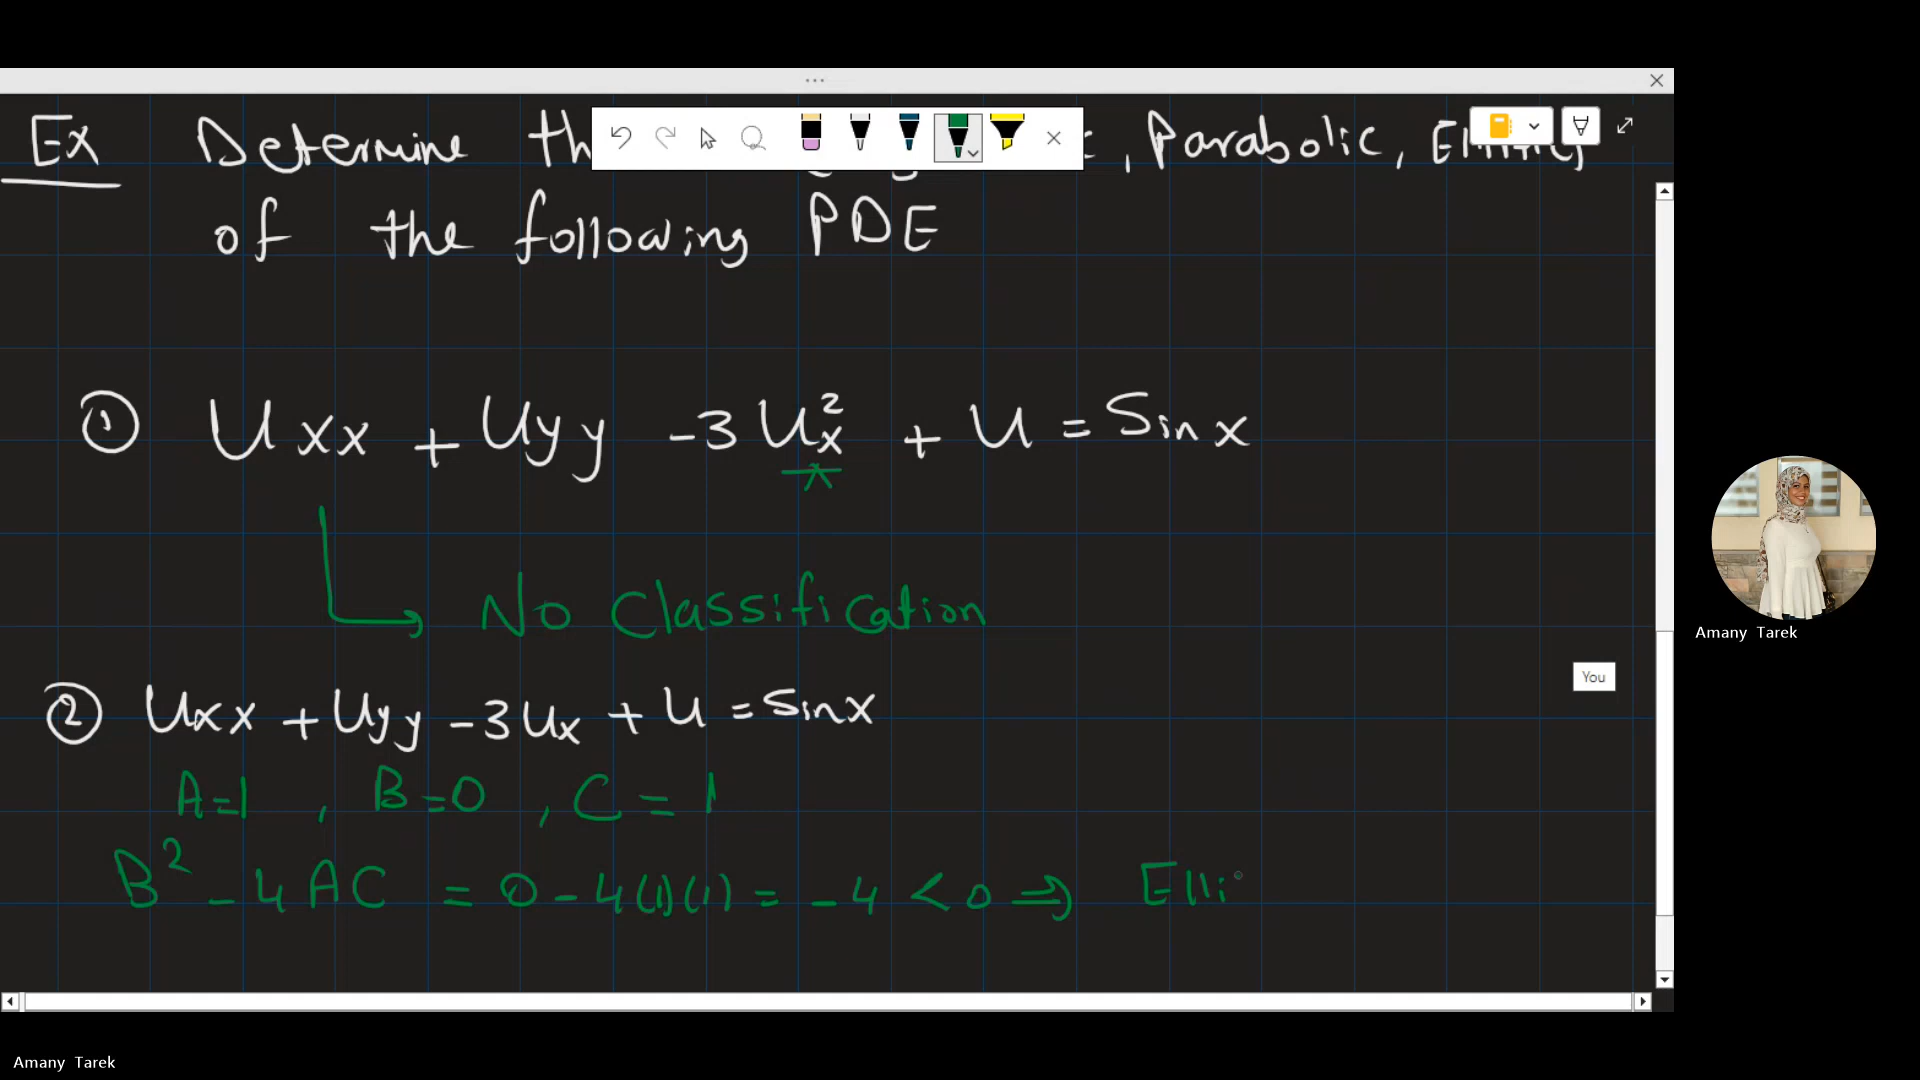 Ex Determine th , Parabolic,
of the following PDE
① Uxx + Uyy -3 Ux² + U = Sin x
No Classification
② Uxx + Uyy - 3Ux + U = Sinx
A=1 , B=0 , C = 1
B² - 4AC = 0 - 4(1)(1) = -4 < 0 ⇒ Elli
You
Amany Tarek
Amany Tarek